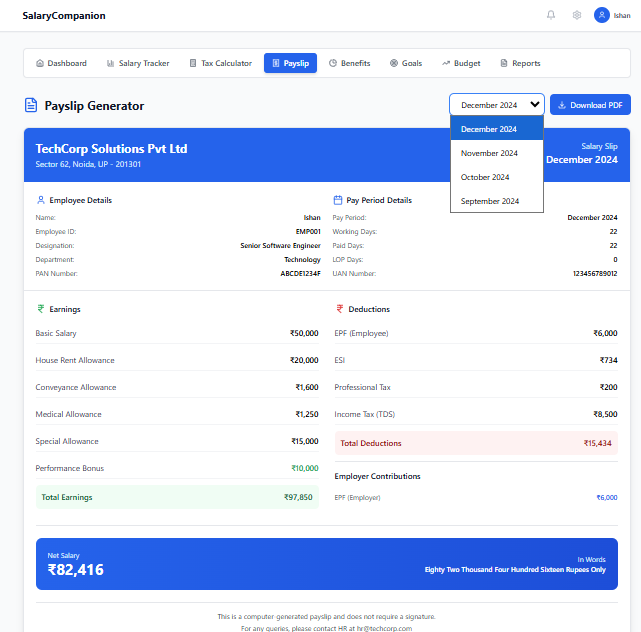 SalaryCompanion
Ishan
Dashboard
Salary Tracker
Tax Calculator
Payslip
Benefits
Goals
Budget
Reports
Payslip Generator
December 2024
Download PDF
December 2024
November 2024
October 2024
September 2024
TechCorp Solutions Pvt Ltd
Sector 62, Noida, UP - 201301
Salary Slip
December 2024
Employee Details
Name: Ishan
Employee ID: EMP001
Designation: Senior Software Engineer
Department: Technology
PAN Number: ABCDE1234F
Pay Period Details
Pay Period: December 2024
Working Days: 22
Paid Days: 22
LOP Days: 0
UAN Number: 123456789012
₹ Earnings
Basic Salary ₹50,000
House Rent Allowance ₹20,000
Conveyance Allowance ₹1,600
Medical Allowance ₹1,250
Special Allowance ₹15,000
Performance Bonus ₹10,000
Total Earnings ₹97,850
₹ Deductions
EPF (Employee) ₹6,000
ESI ₹734
Professional Tax ₹200
Income Tax (TDS) ₹8,500
Total Deductions ₹15,434
Employer Contributions
EPF (Employer) ₹6,000
Net Salary
₹82,416
In Words
Eighty Two Thousand Four Hundred Sixteen Rupees Only
This is a computer generated payslip and does not require a signature.
For any queries, please contact HR at hr@techcorp.com